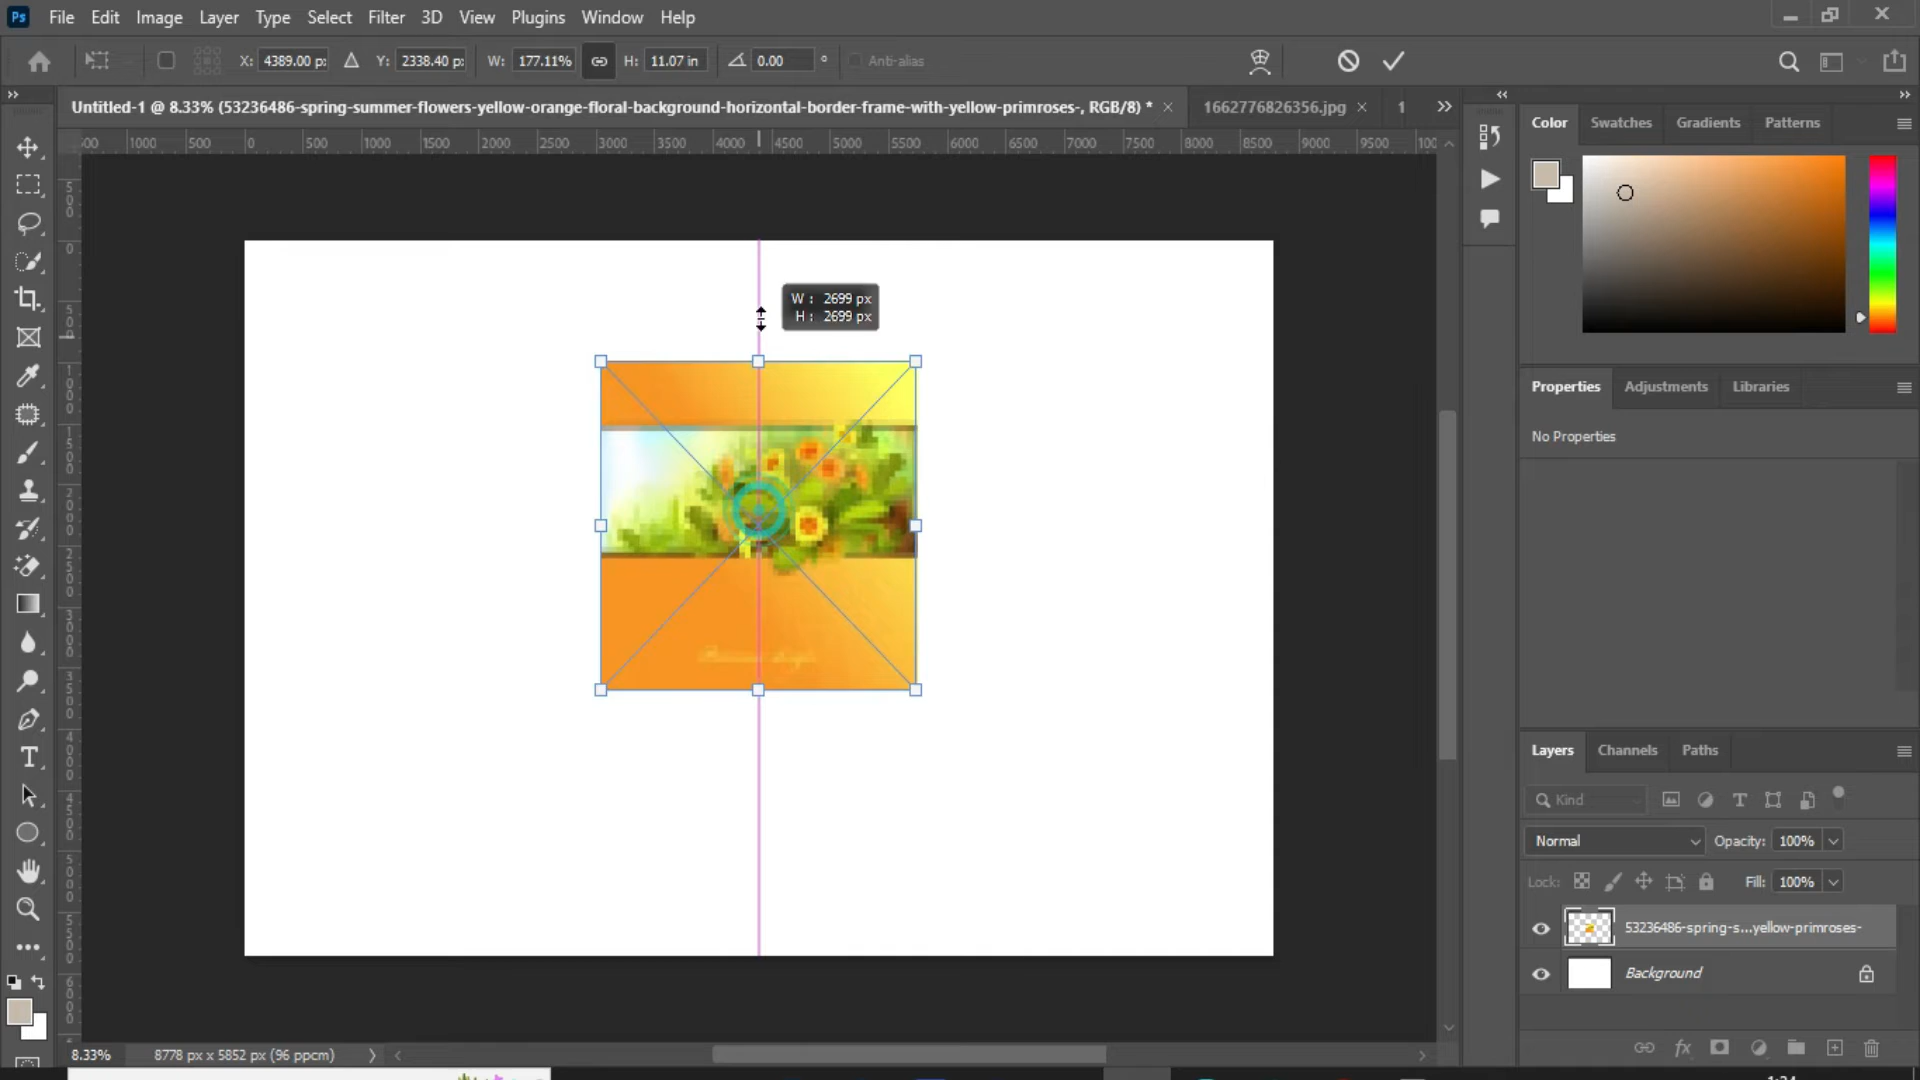 Ps File Edit Image Layer Type Select Filter 3D View Plugins Window Help
X: 4389.00 p: Y: 2338.40 p: W: 177.11% H: 11.07 in 0.00 ° Anti-alias
Untitled-1 @ 8.33% (53236486-spring-summer-flowers-yellow-orange-floral-background-horizontal-border-frame-with-yellow-primroses-, RGB/8) * × 1662776826356.jpg × 1
1000 500 0 500 1000 1500 2000 2500 3000 3500 4000 4500 5000 5500 6000 6500 7000 7500 8000 8500 9000 9500
Color Swatches Gradients Patterns
W : 2699 px
H : 2699 px
Properties Adjustments Libraries
No Properties
Layers Channels Paths
Kind
Normal Opacity: 100%
Lock: Fill: 100%
53236486-spring-s...yellow-primroses-
Background
8.33% 8778 px x 5852 px (96 ppcm)